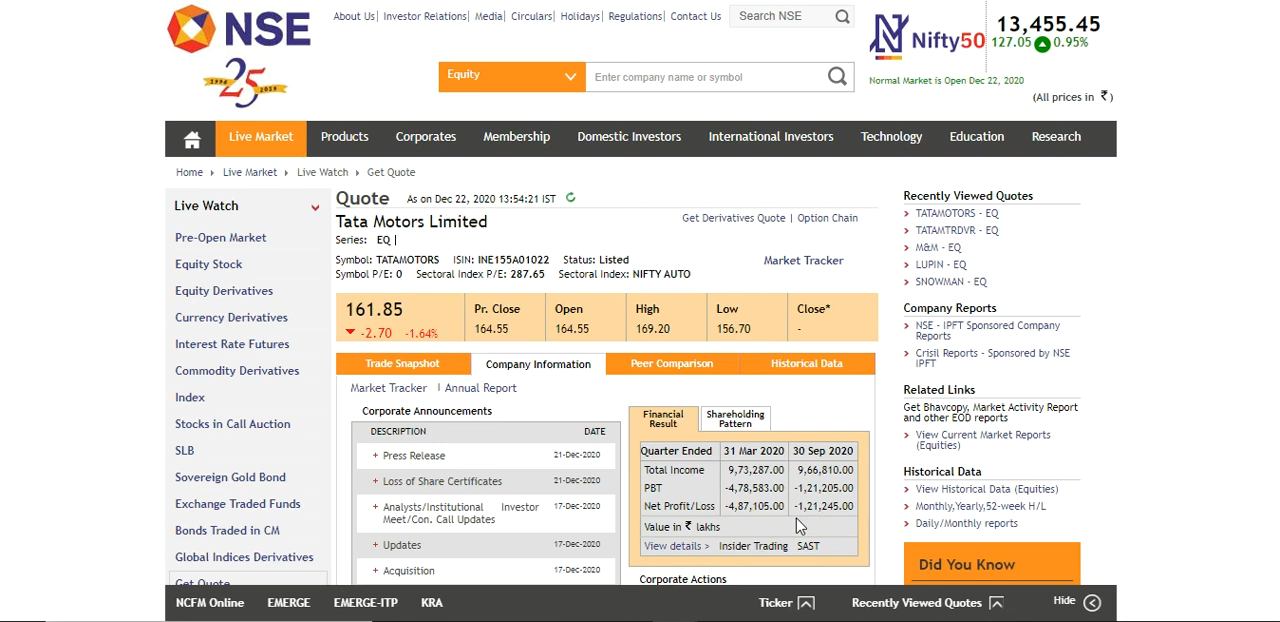 NSE
1994 25 2019
About Us| Investor Relations| Media| Circulars| Holidays| Regulations| Contact Us
Search NSE
Equity
Enter company name or symbol
Nifty50
13,455.45
127.05 0.95%
Normal Market is Open Dec 22, 2020
(All prices in ₹)
Live Market Products Corporates Membership Domestic Investors International Investors Technology Education Research
Home Live Market Live Watch Get Quote
Live Watch
Pre-Open Market
Equity Stock
Equity Derivatives
Currency Derivatives
Interest Rate Futures
Commodity Derivatives
Index
Stocks in Call Auction
SLB
Sovereign Gold Bond
Exchange Traded Funds
Bonds Traded in CM
Global Indices Derivatives
Get Quote
Quote As on Dec 22, 2020 13:54:21 IST
Tata Motors Limited
Get Derivatives Quote | Option Chain
Series: EQ |
Symbol: TATAMOTORS ISIN: INE155A01022 Status: Listed
Market Tracker
Symbol P/E: 0 Sectoral Index P/E: 287.65 Sectoral Index: NIFTY AUTO
161.85 Pr. Close Open High Low Close*
-2.70 -1.64% 164.55 164.55 169.20 156.70 -
Trade Snapshot Company Information Peer Comparison Historical Data
Market Tracker | Annual Report
Corporate Announcements
DESCRIPTION DATE
+ Press Release 21-Dec-2020
+ Loss of Share Certificates 21-Dec-2020
+ Analysts/Institutional Investor 17-Dec-2020
Meet/Con. Call Updates
+ Updates 17-Dec-2020
+ Acquisition 17-Dec-2020
Financial
Result
Shareholding
Pattern
Quarter Ended 31 Mar 2020 30 Sep 2020
Total Income 9,73,287.00 9,66,810.00
PBT -4,78,583.00 -1,21,205.00
Net Profit/Loss -4,87,105.00 -1,21,245.00
Value in ₹ lakhs
View details > Insider Trading SAST
Corporate Actions
Recently Viewed Quotes
TATAMOTORS - EQ
TATAMTRDVR - EQ
M&M - EQ
LUPIN - EQ
SNOWMAN - EQ
Company Reports
NSE - IPFT Sponsored Company
Reports
Crisil Reports - Sponsored by NSE
IPFT
Related Links
Get Bhavcopy, Market Activity Report
and other EOD reports
View Current Market Reports
(Equities)
Historical Data
View Historical Data (Equities)
Monthly,Yearly,52-week H/L
Daily/Monthly reports
Did You Know
NCFM Online EMERGE EMERGE-ITP KRA Ticker Recently Viewed Quotes Hide